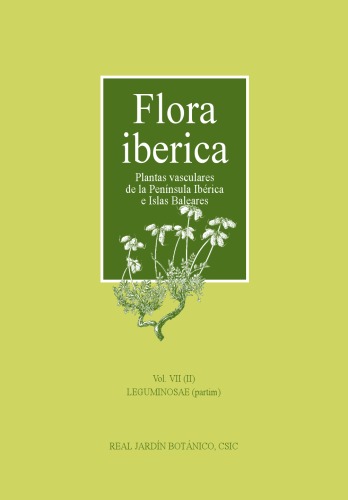 Flora
iberica
Plantas vasculares
de la Península Ibérica
e Islas Baleares
Vol. VII (II)
LEGUMINOSAE (partim)
REAL JARDÍN BOTÁNICO, CSIC